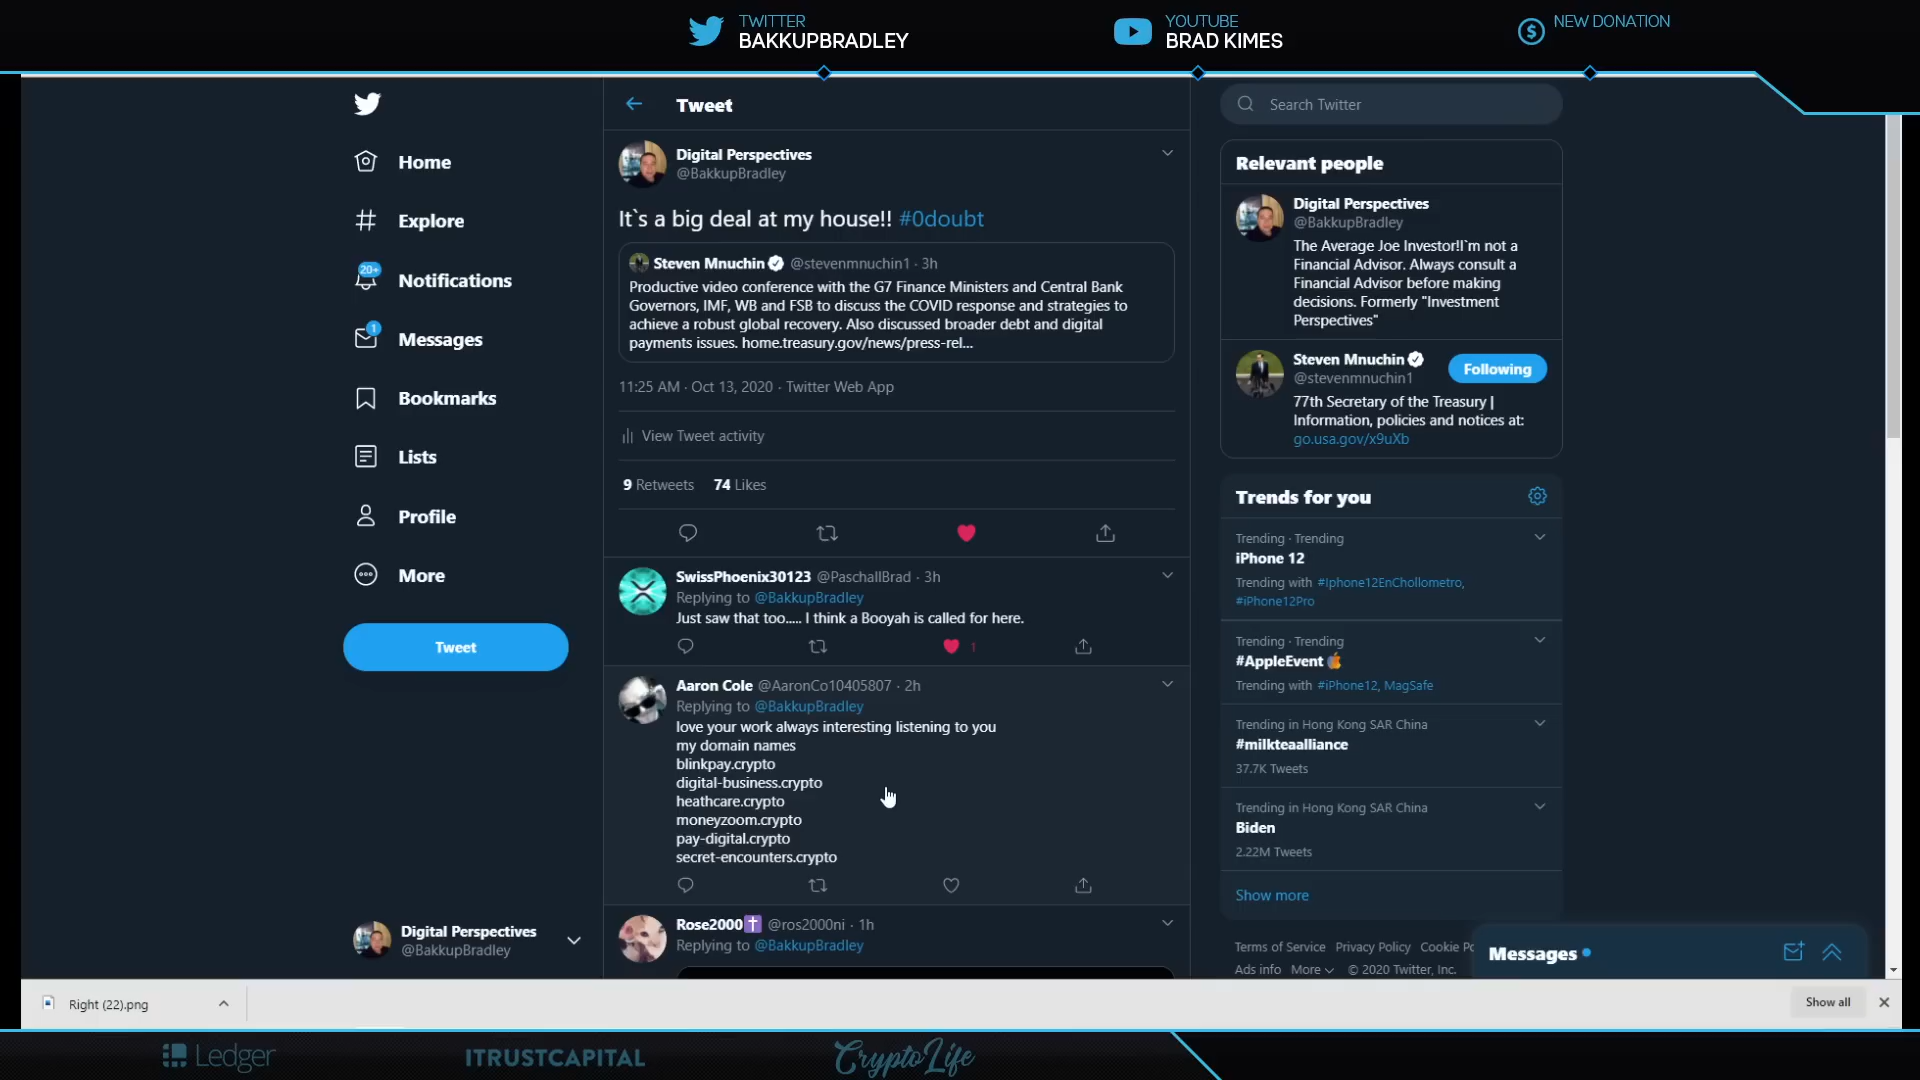 TWITTER
BAKKUPBRADLEY
YOUTUBE
BRAD KIMES
NEW DONATION
Home
Explore
20+
Notifications
1
Messages
Bookmarks
Lists
Profile
More
Tweet
Digital Perspectives
@BakkupBradley
Tweet
Digital Perspectives
@BakkupBradley
It`s a big deal at my house!! #0doubt
Steven Mnuchin @stevenmnuchin1 · 3h
Productive video conference with the G7 Finance Ministers and Central Bank
Governors, IMF, WB and FSB to discuss the COVID response and strategies to
achieve a robust global recovery. Also discussed broader debt and digital
payments issues. home.treasury.gov/news/press-rel...
11:25 AM · Oct 13, 2020 · Twitter Web App
View Tweet activity
9 Retweets 74 Likes
SwissPhoenix30123 @PaschallBrad · 3h
Replying to @BakkupBradley
Just saw that too..... I think a Booyah is called for here.
1
Aaron Cole @AaronCo10405807 · 2h
Replying to @BakkupBradley
love your work always interesting listening to you
my domain names
blinkpay.crypto
digital-business.crypto
heathcare.crypto
moneyzoom.crypto
pay-digital.crypto
secret-encounters.crypto
Rose2000 @ros2000ni · 1h
Replying to @BakkupBradley
Search Twitter
Relevant people
Digital Perspectives
@BakkupBradley
The Average Joe Investor!I`m not a
Financial Advisor. Always consult a
Financial Advisor before making
decisions. Formerly "Investment
Perspectives"
Steven Mnuchin
@stevenmnuchin1
Following
77th Secretary of the Treasury |
Information, policies and notices at:
go.usa.gov/x9uXb
Trends for you
Trending · Trending
iPhone 12
Trending with #Iphone12EnChollometro,
#iPhone12Pro
Trending · Trending
#AppleEvent
Trending with #iPhone12, MagSafe
Trending in Hong Kong SAR China
#milkteaalliance
37.7K Tweets
Trending in Hong Kong SAR China
Biden
2.22M Tweets
Show more
Terms of Service Privacy Policy Cookie Po
Ads info More © 2020 Twitter, Inc.
Messages
Right (22).png
Show all
Ledger
ITRUSTCAPITAL
CryptoLife